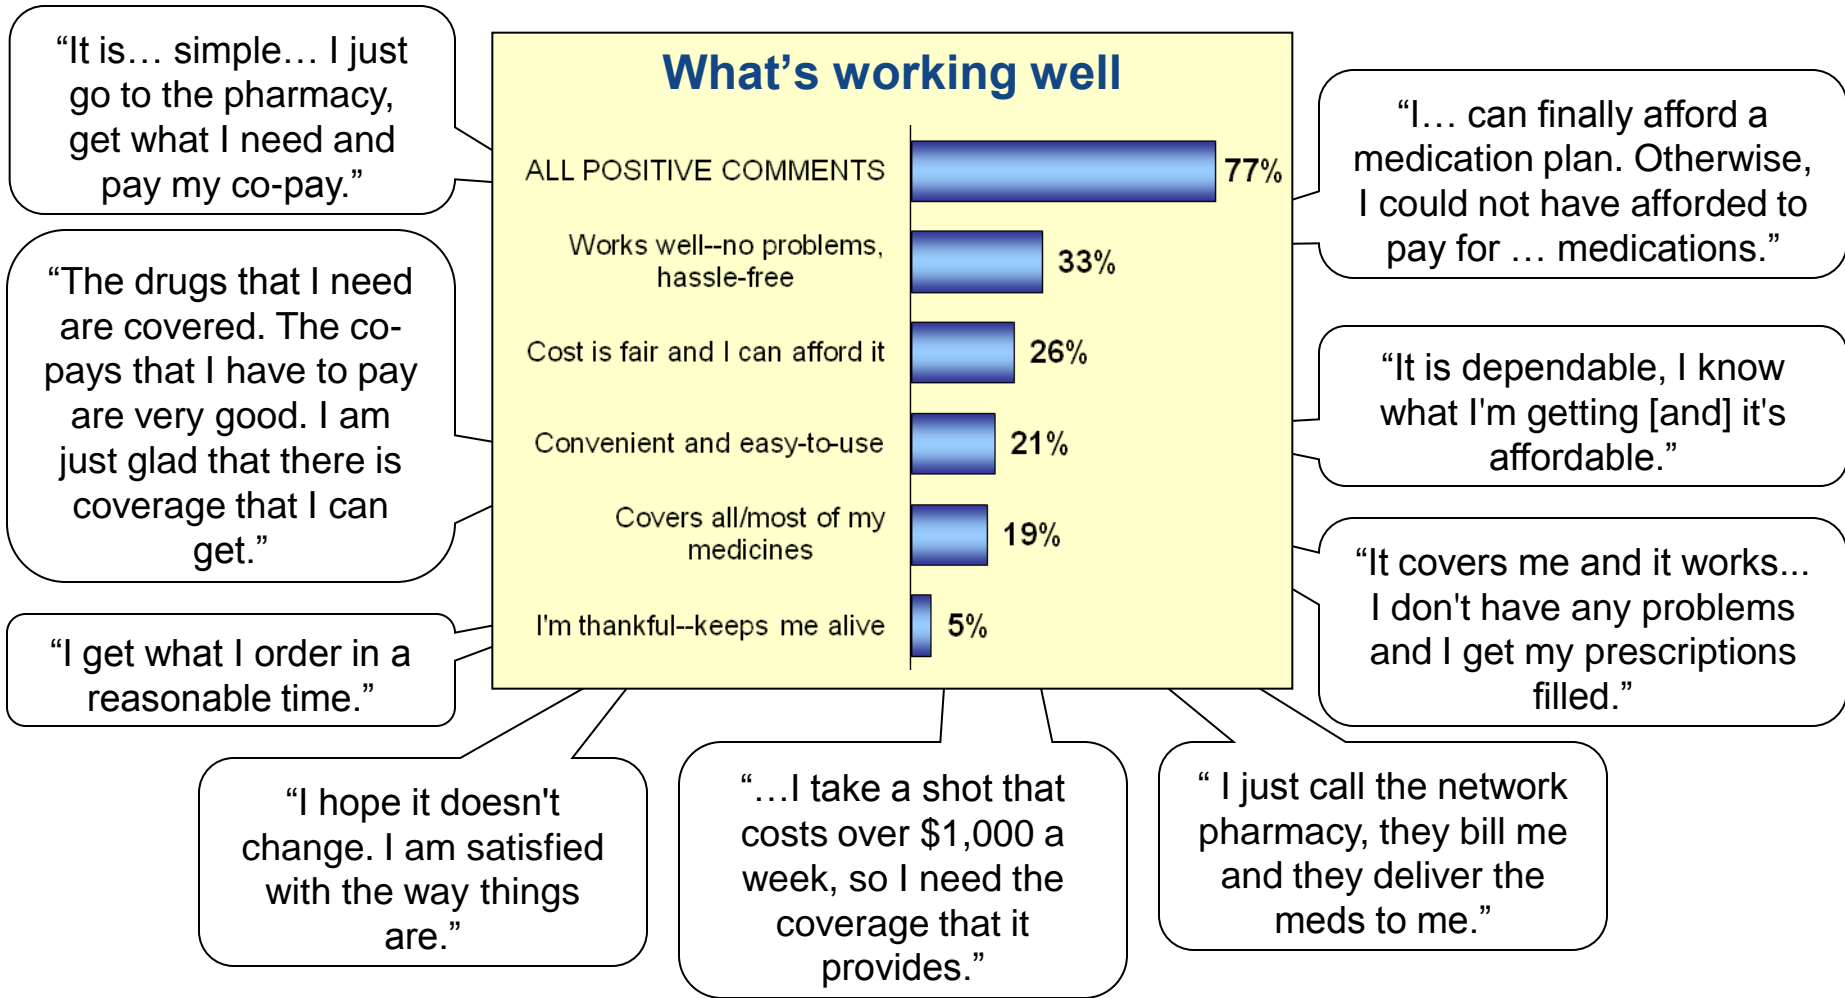 “It is… simple… I just
go to the pharmacy,
get what I need and
pay my co-pay.”
“The drugs that I need
are covered. The co-
pays that I have to pay
are very good. I am
just glad that there is
coverage that I can
get.”
“I get what I order in a
reasonable time.”
What’s working well
ALL POSITIVE COMMENTS 77%
Works well--no problems,
hassle-free 33%
Cost is fair and I can afford it 26%
Convenient and easy-to-use 21%
Covers all/most of my
medicines 19%
I'm thankful--keeps me alive 5%
“I… can finally afford a
medication plan. Otherwise,
I could not have afforded to
pay for … medications.”
“It is dependable, I know
what I'm getting [and] it's
affordable.”
“It covers me and it works...
I don't have any problems
and I get my prescriptions
filled.”
“I hope it doesn't
change. I am satisfied
with the way things
are.”
“…I take a shot that
costs over $1,000 a
week, so I need the
coverage that it
provides.”
“ I just call the network
pharmacy, they bill me
and they deliver the
meds to me.”